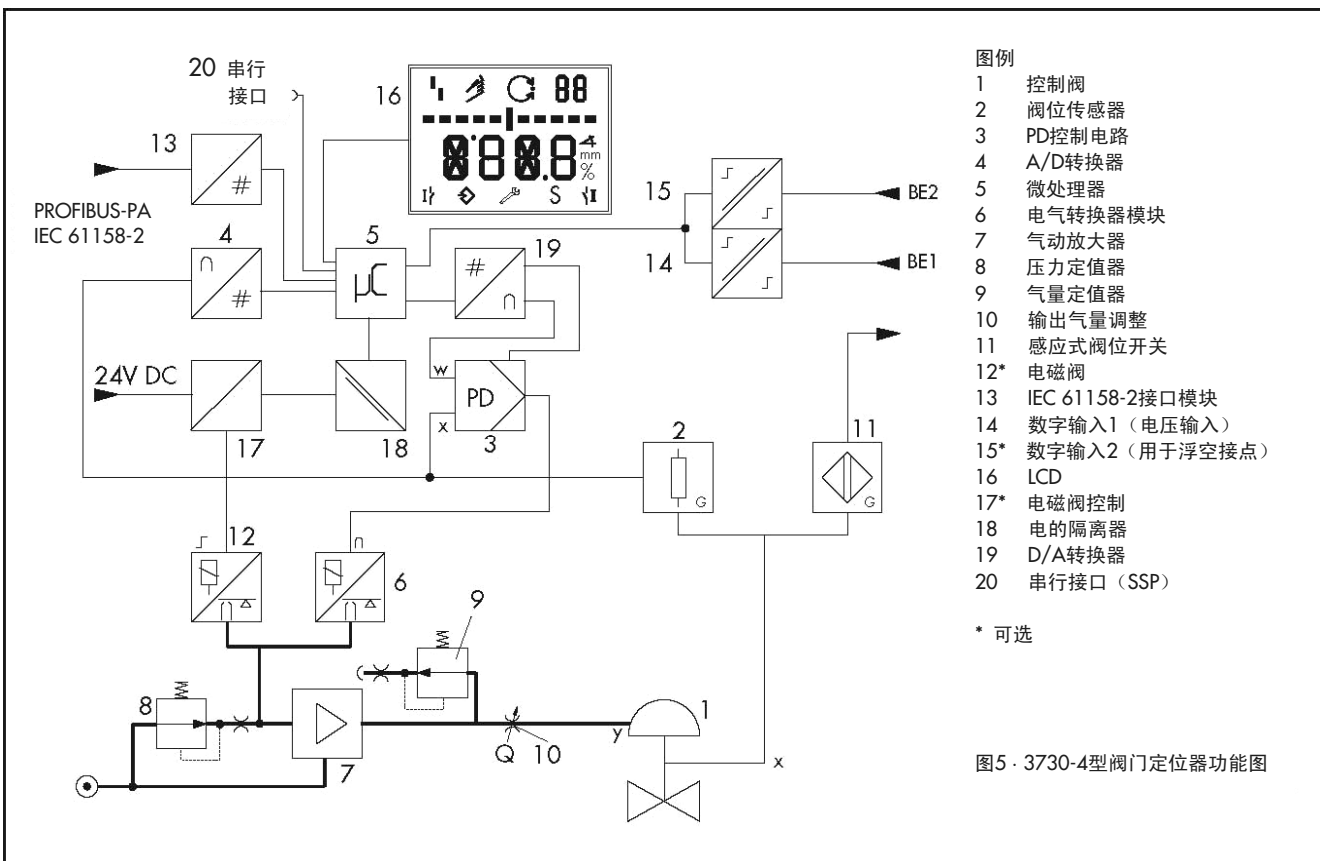 20 串行
接口
16
88
8.8.8.8
mm
%
S
13
#
PROFIBUS-PA
IEC 61158-2
4
#
5
μC
19
#
15
BE2
14
BE1
24V DC
17
18
w
PD
x
3
2
G
11
G
12
6
9
8
7
Q
10
y
1
x
图例
1 控制阀
2 阀位传感器
3 PD控制电路
4 A/D转换器
5 微处理器
6 电气转换器模块
7 气动放大器
8 压力定值器
9 气量定值器
10 输出气量调整
11 感应式阀位开关
12* 电磁阀
13 IEC 61158-2接口模块
14 数字输入1（电压输入）
15* 数字输入2（用于浮空接点）
16 LCD
17* 电磁阀控制
18 电的隔离器
19 D/A转换器
20 串行接口（SSP）
* 可选
图5 · 3730-4型阀门定位器功能图